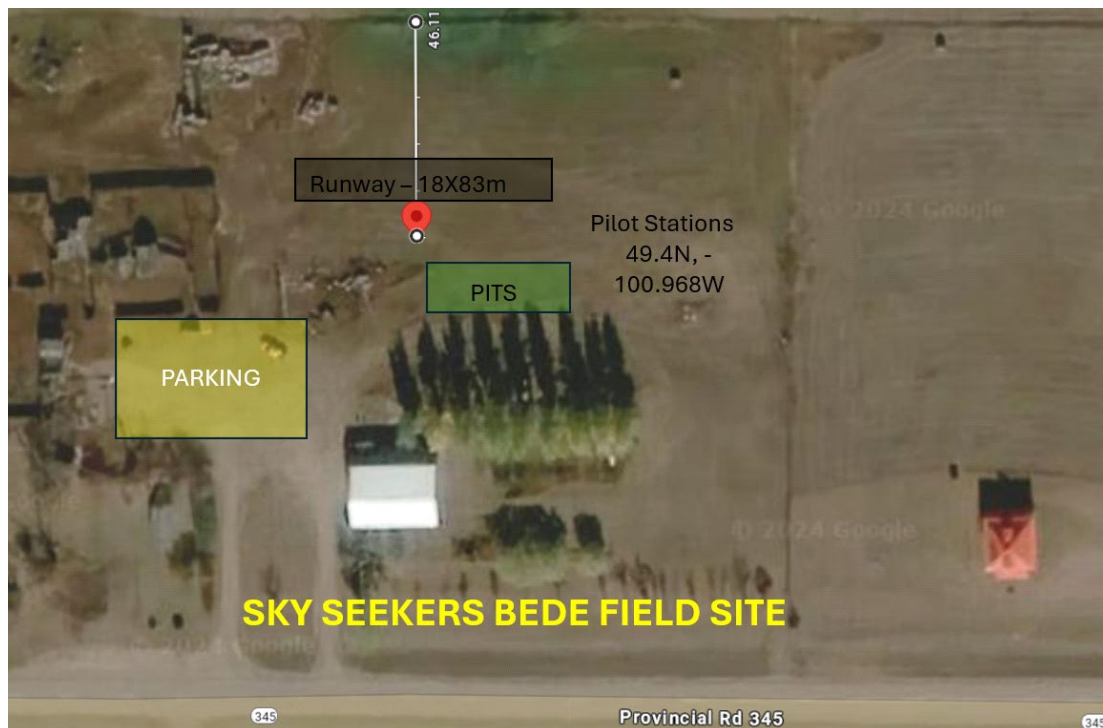 46.11
Runway – 18X83m
© 2024 Google
Pilot Stations
49.4N, -
100.968W
PITS
PARKING
© 2024 Google
SKY SEEKERS BEDE FIELD SITE
© 2024 Google
345
Provincial Rd 345
345